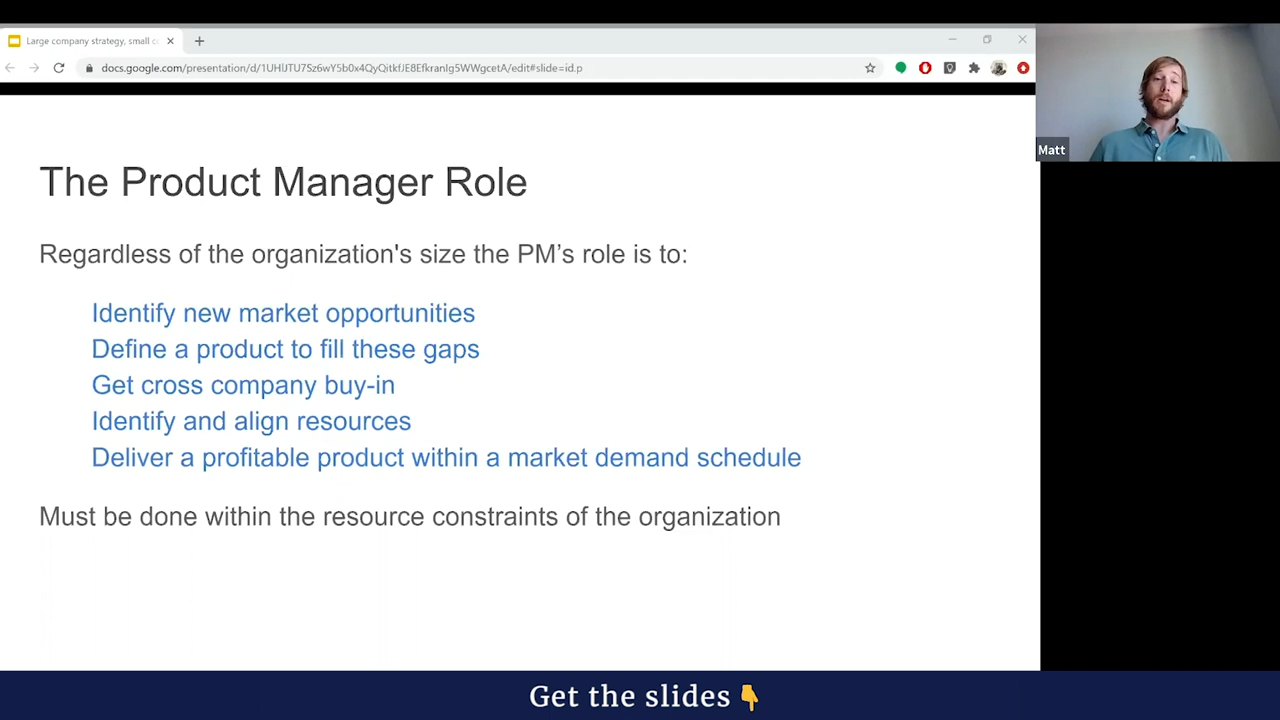 Large company strategy, small c
docs.google.com/presentation/d/1UHlJTU7Sz6wY5b0x4QyQitkfJE8EfkranIg5WWgcetA/edit#slide=id.p
Matt
The Product Manager Role
Regardless of the organization's size the PM’s role is to:
Identify new market opportunities
Define a product to fill these gaps
Get cross company buy-in
Identify and align resources
Deliver a profitable product within a market demand schedule
Must be done within the resource constraints of the organization
Get the slides 👇